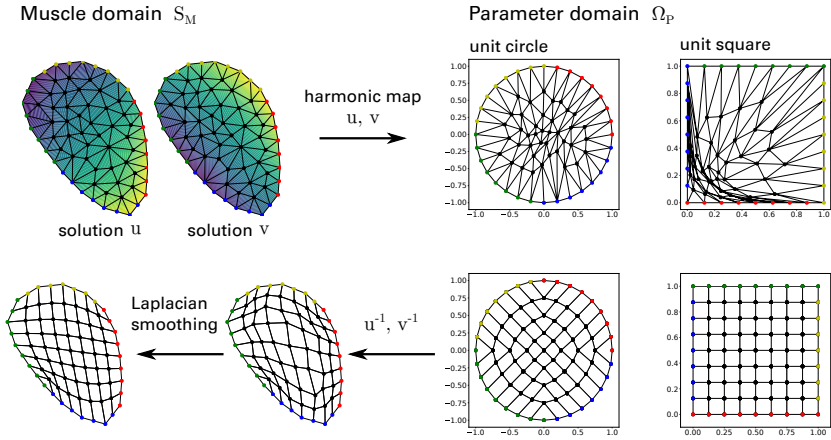 Muscle domain S_M
Parameter domain Ω_P
unit circle
unit square
harmonic map
u, v
solution u
solution v
1.00
0.75
0.50
0.25
0.00
−0.25
−0.50
−0.75
−1.00
−1.0 −0.5 0.0 0.5 1.0
1.0
0.8
0.6
0.4
0.2
0.0
0.0 0.2 0.4 0.6 0.8 1.0
Laplacian
smoothing
u⁻¹, v⁻¹
1.00
0.75
0.50
0.25
0.00
−0.25
−0.50
−0.75
−1.00
−1.0 −0.5 0.0 0.5 1.0
1.0
0.8
0.6
0.4
0.2
0.0
0.00 0.25 0.50 0.75 1.00